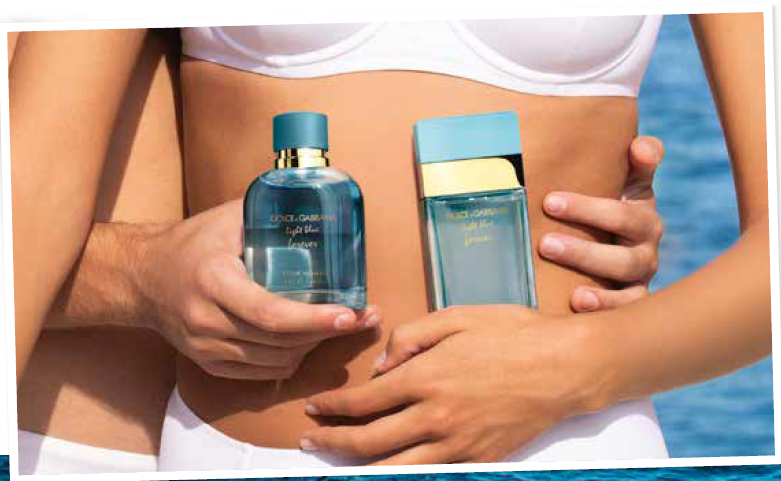 DOLCE & GABBANA
light blue
forever
POUR HOMME
DOLCE & GABBANA
light blue
forever